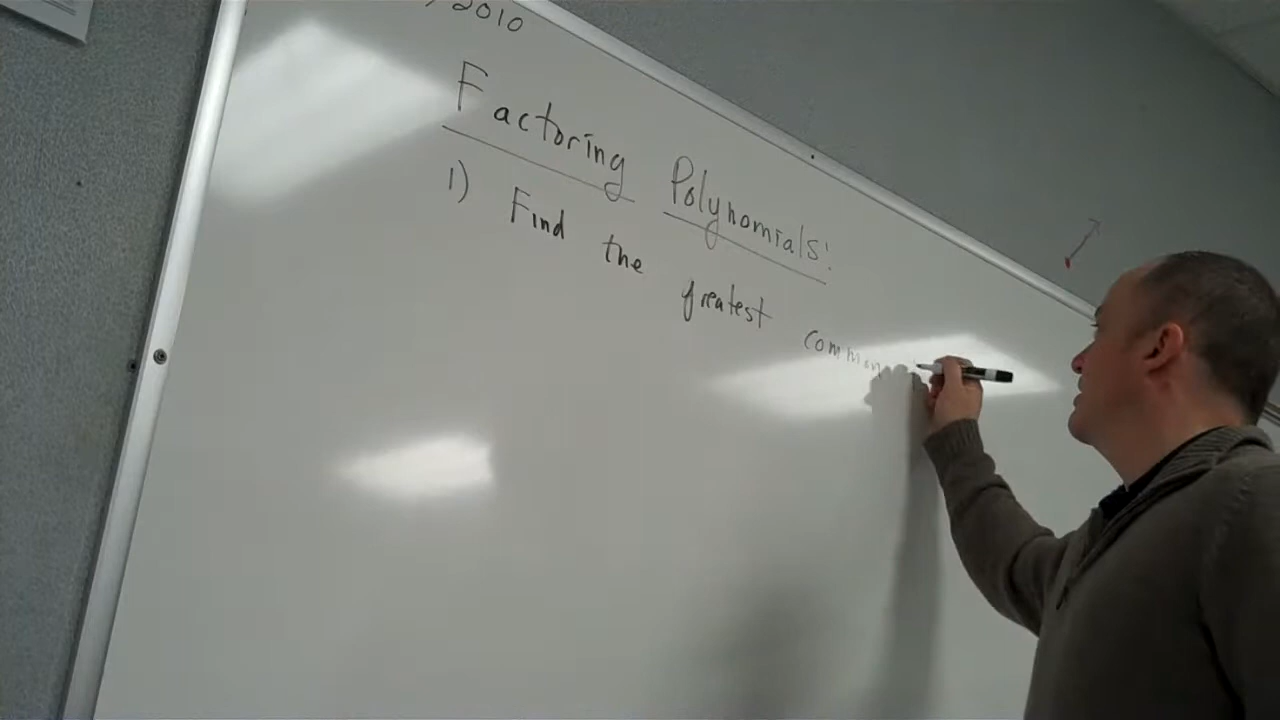 /2010
Factoring Polynomials:
1) Find the greatest common